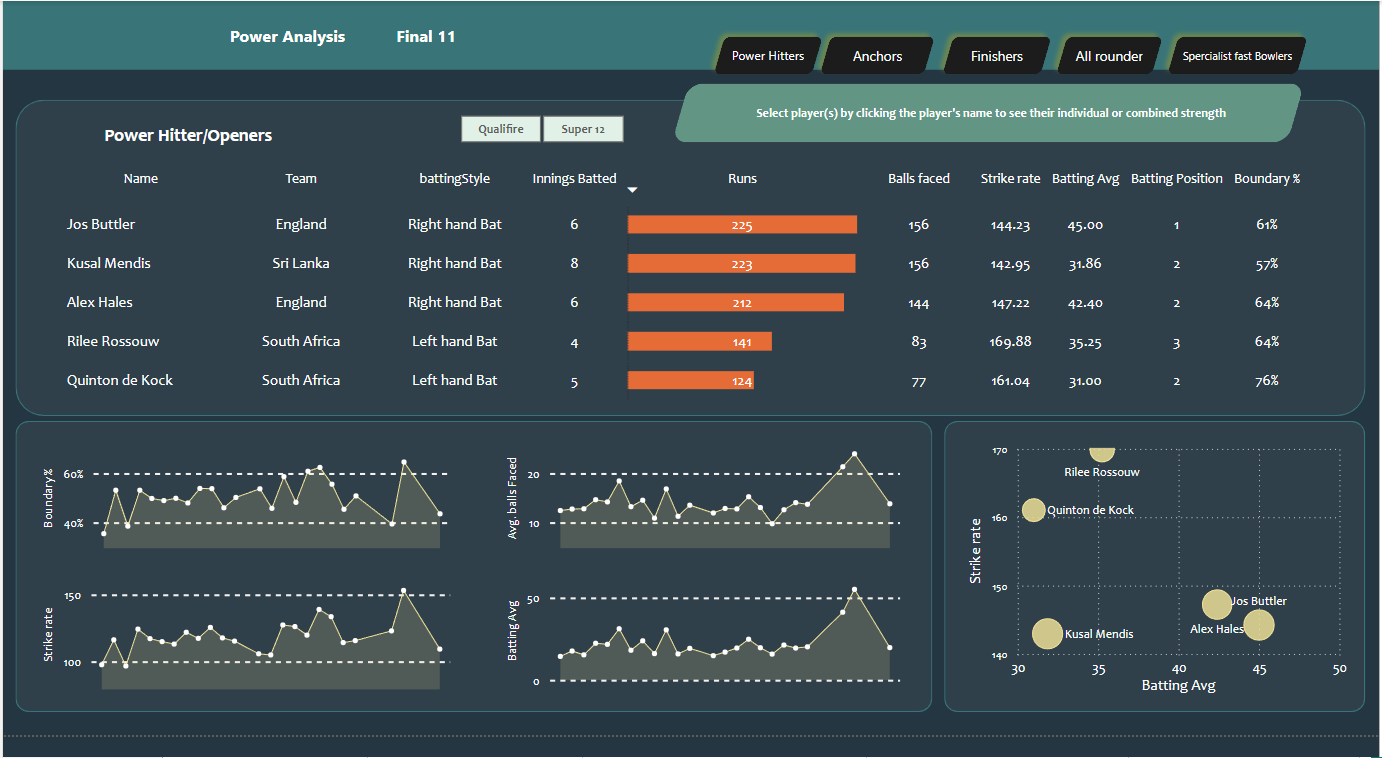 Power Analysis Final 11
Power Hitters Anchors Finishers All rounder Spercialist fast Bowlers
Select player(s) by clicking the player's name to see their individual or combined strength
Power Hitter/Openers Qualifire Super 12
Name Team battingStyle Innings Batted Runs Balls faced Strike rate Batting Avg Batting Position Boundary %
Jos Buttler England Right hand Bat 6 225 156 144.23 45.00 1 61%
Kusal Mendis Sri Lanka Right hand Bat 8 223 156 142.95 31.86 2 57%
Alex Hales England Right hand Bat 6 212 144 147.22 42.40 2 64%
Rilee Rossouw South Africa Left hand Bat 4 141 83 169.88 35.25 3 64%
Quinton de Kock South Africa Left hand Bat 5 124 77 161.04 31.00 2 76%
Boundary %
60%
40%
Avg. balls Faced
20
10
Strike rate
150
100
Batting Avg
50
0
Strike rate
170
160
150
140
Rilee Rossouw
Quinton de Kock
Jos Buttler
Alex Hales
Kusal Mendis
30 35 40 45 50
Batting Avg